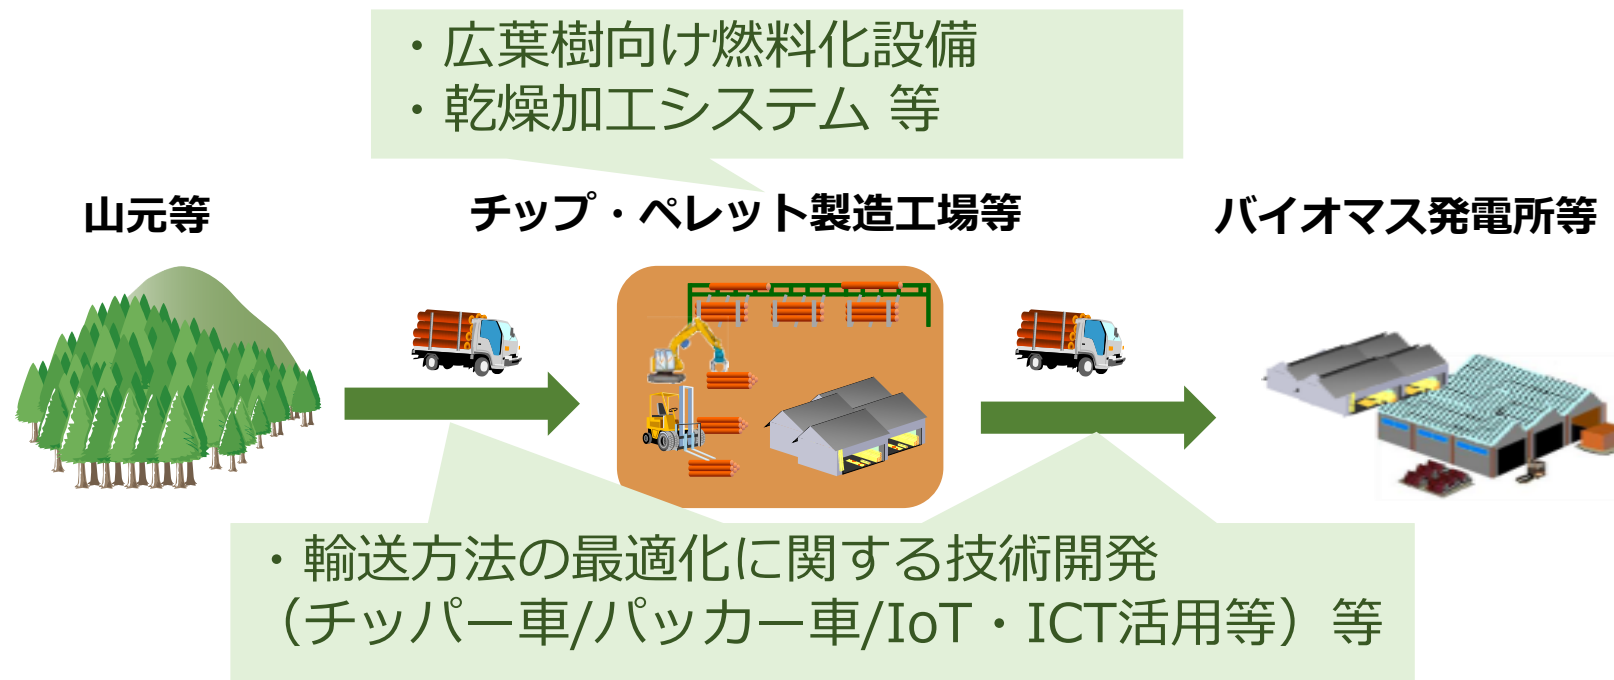 ・広葉樹向け燃料化設備
・乾燥加工システム 等
山元等
チップ・ペレット製造工場等
バイオマス発電所等
・輸送方法の最適化に関する技術開発
（チッパー車/パッカー車/IoT・ICT活用等）等